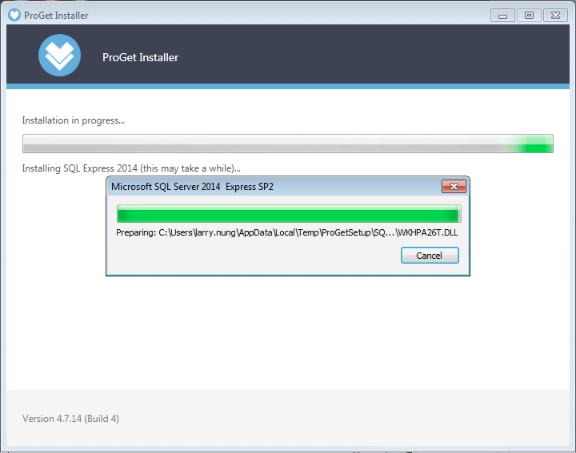 ProGet Installer
ProGet Installer
Installation in progress...
Installing SQL Express 2014 (this may take a while)...
Microsoft SQL Server 2014 Express SP2
Preparing: C:\Users\larry.nung\AppData\Local\Temp\ProGetSetup\SQ...\WKHPA26T.DLL
Cancel
Version 4.7.14 (Build 4)